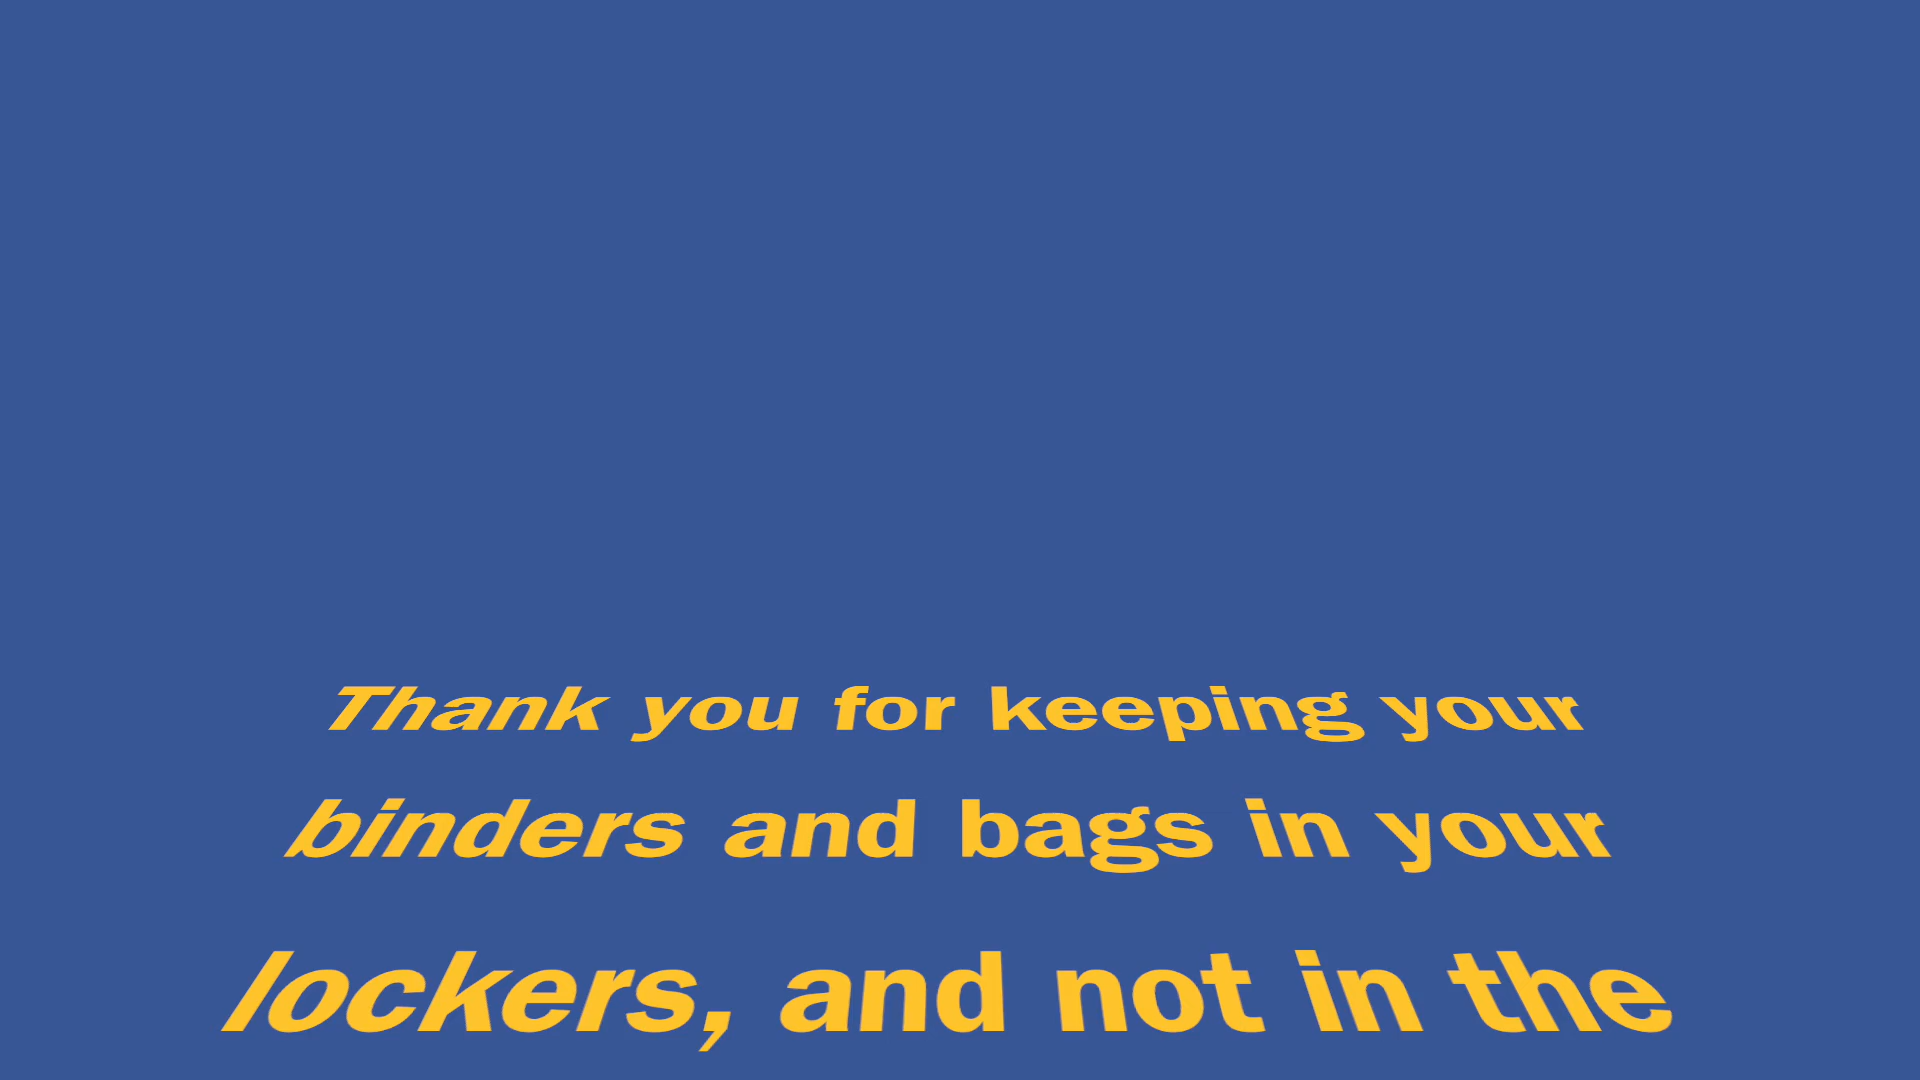 Thank you for keeping your
binders and bags in your
lockers, and not in the